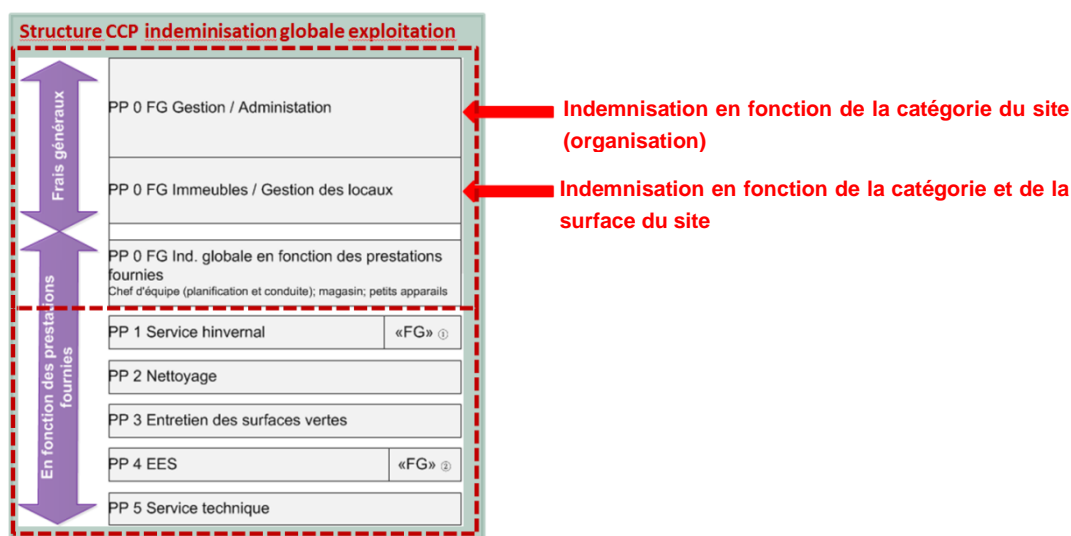 Structure CCP indeminisation globale exploitation
Frais généraux
PP 0 FG Gestion / Administation
Indemnisation en fonction de la catégorie du site
(organisation)
PP 0 FG Immeubles / Gestion des locaux
Indemnisation en fonction de la catégorie et de la
surface du site
En fonction des prestations
fournies
PP 0 FG Ind. globale en fonction des prestations
fournies
Chef d'équipe (planification et conduite); magasin; petits apparails
PP 1 Service hinvernal «FG» ①
PP 2 Nettoyage
PP 3 Entretien des surfaces vertes
PP 4 EES «FG» ②
PP 5 Service technique